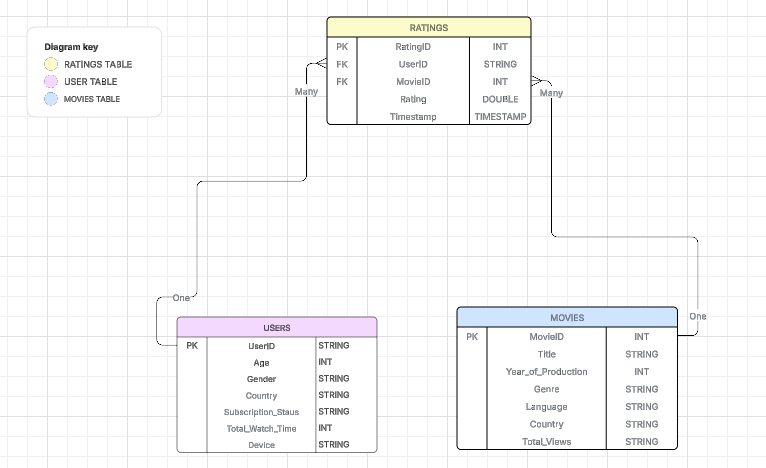 RATINGS
PK RatingID INT
FK UserID STRING
FK MovieID INT
Rating DOUBLE
Timestamp TIMESTAMP
Diagram key
RATINGS TABLE
USER TABLE
MOVIES TABLE
Many
Many
One
One
USERS
PK UserID STRING
Age INT
Gender STRING
Country STRING
Subscription_Staus STRING
Total_Watch_Time INT
Device STRING
MOVIES
PK MovieID INT
Title STRING
Year_of_Production INT
Genre STRING
Language STRING
Country STRING
Total_Views STRING